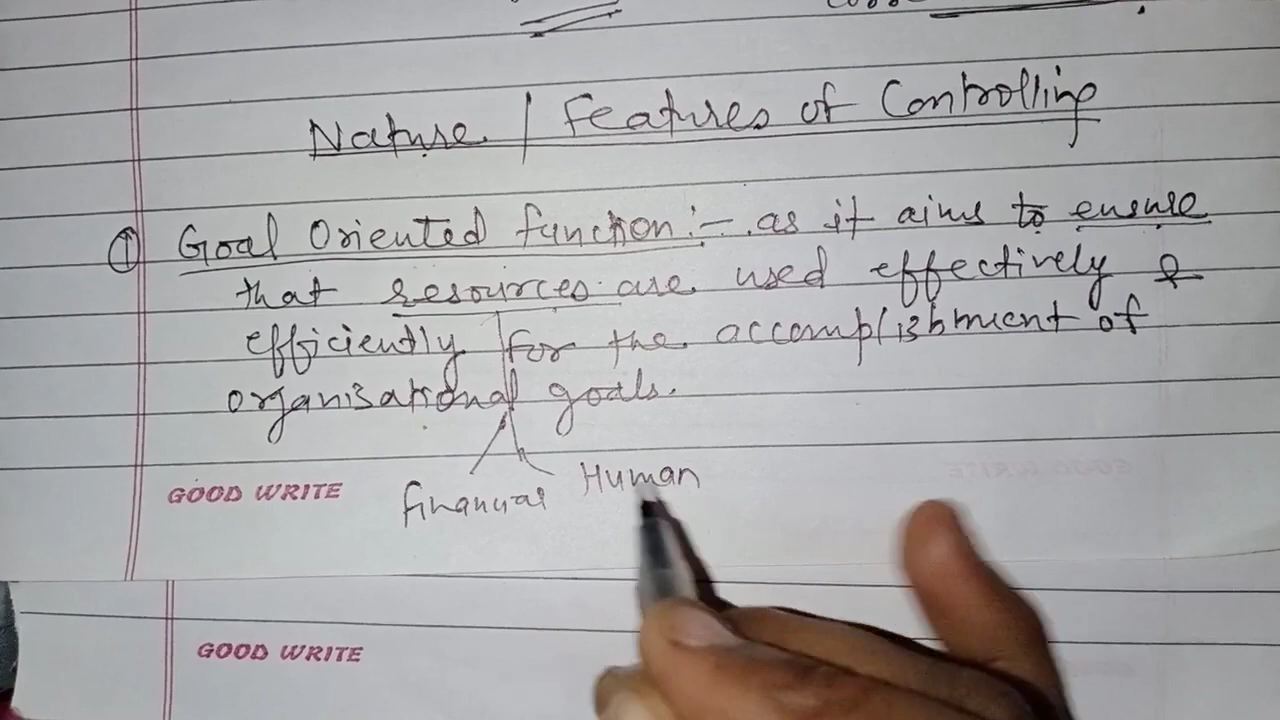 Nature / Features of Controlling
① Goal Oriented function :- as it aims to ensure
that resources are used effectively &
efficiently for the accomplishment of
organisational goals.
financial Human
GOOD WRITE
GOOD WRITE